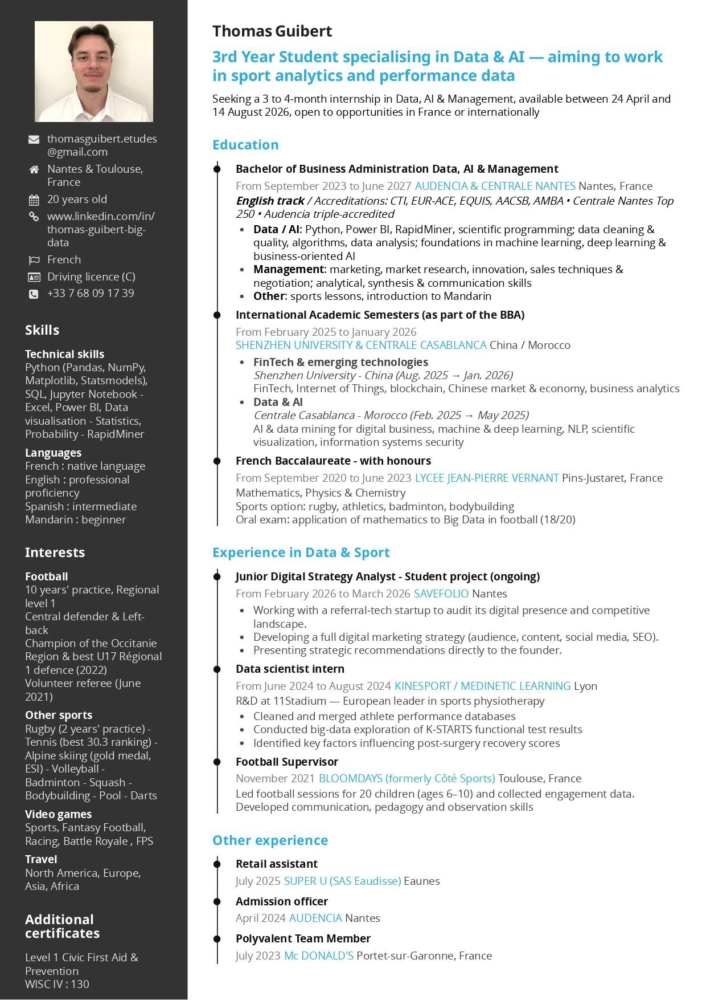 thomasguibert.etudes
@gmail.com
Nantes & Toulouse,
France
20 years old
www.linkedin.com/in/
thomas-guibert-big-
data
French
Driving licence (C)
+33 7 68 09 17 39
Skills
Technical skills
Python (Pandas, NumPy,
Matplotlib, Statsmodels),
SQL, Jupyter Notebook -
Excel, Power BI, Data
visualisation - Statistics,
Probability - RapidMiner
Languages
French : native language
English : professional
proficiency
Spanish : intermediate
Mandarin : beginner
Interests
Football
10 years' practice, Regional
level 1
Central defender & Left-
back
Champion of the Occitanie
Region & best U17 Régional
1 defence (2022)
Volunteer referee (June
2021)
Other sports
Rugby (2 years' practice) -
Tennis (best 30.3 ranking) -
Alpine skiing (gold medal,
ESI) - Volleyball -
Badminton - Squash -
Bodybuilding - Pool - Darts
Video games
Sports, Fantasy Football,
Racing, Battle Royale , FPS
Travel
North America, Europe,
Asia, Africa
Additional
certificates
Level 1 Civic First Aid &
Prevention
WISC IV : 130
Thomas Guibert
3rd Year Student specialising in Data & AI — aiming to work
in sport analytics and performance data
Seeking a 3 to 4-month internship in Data, AI & Management, available between 24 April and
14 August 2026, open to opportunities in France or internationally
Education
Bachelor of Business Administration Data, AI & Management
From September 2023 to June 2027 AUDENCIA & CENTRALE NANTES Nantes, France
English track / Accreditations: CTI, EUR-ACE, EQUIS, AACSB, AMBA • Centrale Nantes Top
250 • Audencia triple-accredited
• Data / AI: Python, Power BI, RapidMiner, scientific programming; data cleaning &
quality, algorithms, data analysis; foundations in machine learning, deep learning &
business-oriented AI
• Management: marketing, market research, innovation, sales techniques &
negotiation; analytical, synthesis & communication skills
• Other: sports lessons, introduction to Mandarin
International Academic Semesters (as part of the BBA)
From February 2025 to January 2026
SHENZHEN UNIVERSITY & CENTRALE CASABLANCA China / Morocco
• FinTech & emerging technologies
Shenzhen University - China (Aug. 2025 → Jan. 2026)
FinTech, Internet of Things, blockchain, Chinese market & economy, business analytics
• Data & AI
Centrale Casablanca - Morocco (Feb. 2025 → May 2025)
AI & data mining for digital business, machine & deep learning, NLP, scientific
visualization, information systems security
French Baccalaureate - with honours
From September 2020 to June 2023 LYCEE JEAN-PIERRE VERNANT Pins-Justaret, France
Mathematics, Physics & Chemistry
Sports option: rugby, athletics, badminton, bodybuilding
Oral exam: application of mathematics to Big Data in football (18/20)
Experience in Data & Sport
Junior Digital Strategy Analyst - Student project (ongoing)
From February 2026 to March 2026 SAVEFOLIO Nantes
• Working with a referral-tech startup to audit its digital presence and competitive
landscape.
• Developing a full digital marketing strategy (audience, content, social media, SEO).
• Presenting strategic recommendations directly to the founder.
Data scientist intern
From June 2024 to August 2024 KINESPORT / MEDINETIC LEARNING Lyon
R&D at 11Stadium — European leader in sports physiotherapy
• Cleaned and merged athlete performance databases
• Conducted big-data exploration of K-STARTS functional test results
• Identified key factors influencing post-surgery recovery scores
Football Supervisor
November 2021 BLOOMDAYS (formerly Côté Sports) Toulouse, France
Led football sessions for 20 children (ages 6–10) and collected engagement data.
Developed communication, pedagogy and observation skills
Other experience
Retail assistant
July 2025 SUPER U (SAS Eaudisse) Eaunes
Admission officer
April 2024 AUDENCIA Nantes
Polyvalent Team Member
July 2023 Mc DONALD'S Portet-sur-Garonne, France